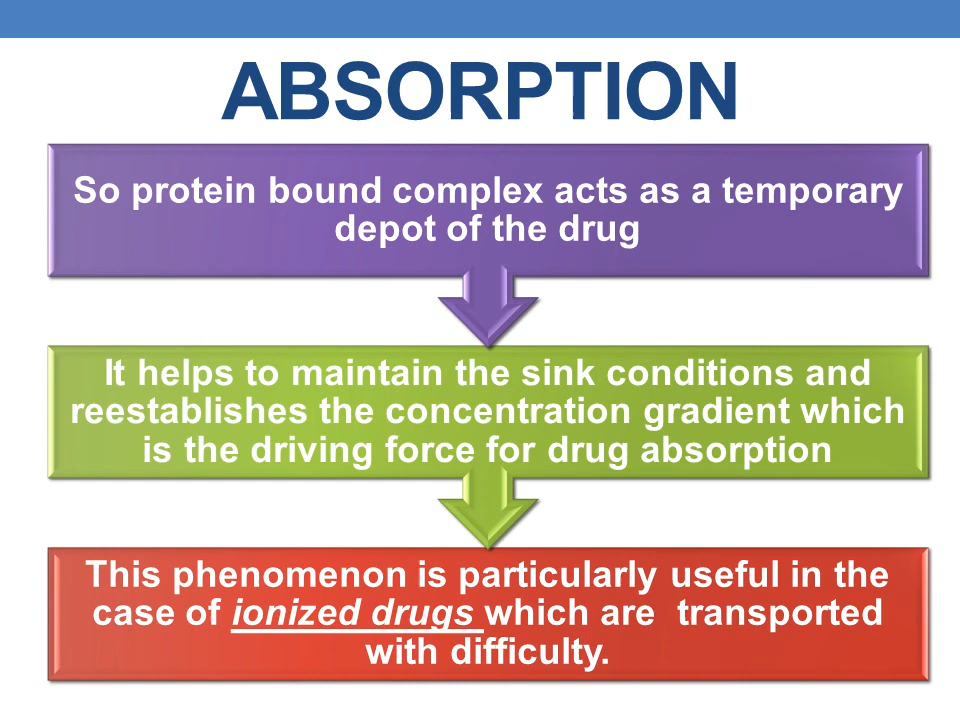 ABSORPTION
So protein bound complex acts as a temporary
depot of the drug
It helps to maintain the sink conditions and
reestablishes the concentration gradient which
is the driving force for drug absorption
This phenomenon is particularly useful in the
case of ionized drugs which are  transported
with difficulty.